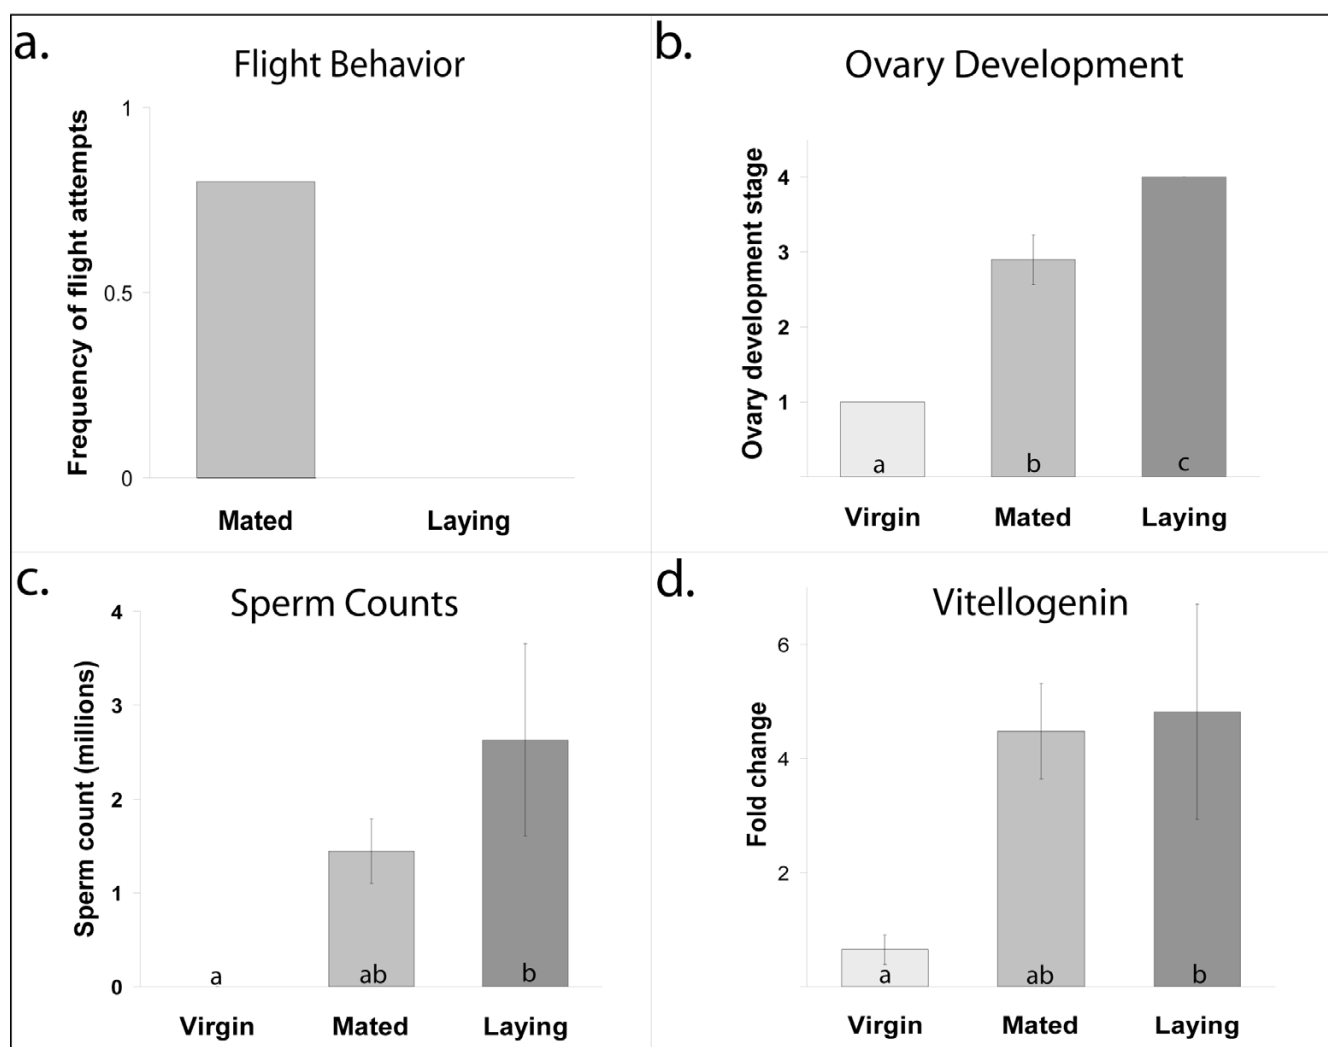 a.
Flight Behavior
Frequency of flight attempts
1
0.5
0
Mated Laying
b.
Ovary Development
Ovary development stage
4
3
2
1
a b c
Virgin Mated Laying
c.
Sperm Counts
Sperm count (millions)
4
3
2
1
0
a ab b
Virgin Mated Laying
d.
Vitellogenin
Fold change
6
4
2
a ab b
Virgin Mated Laying